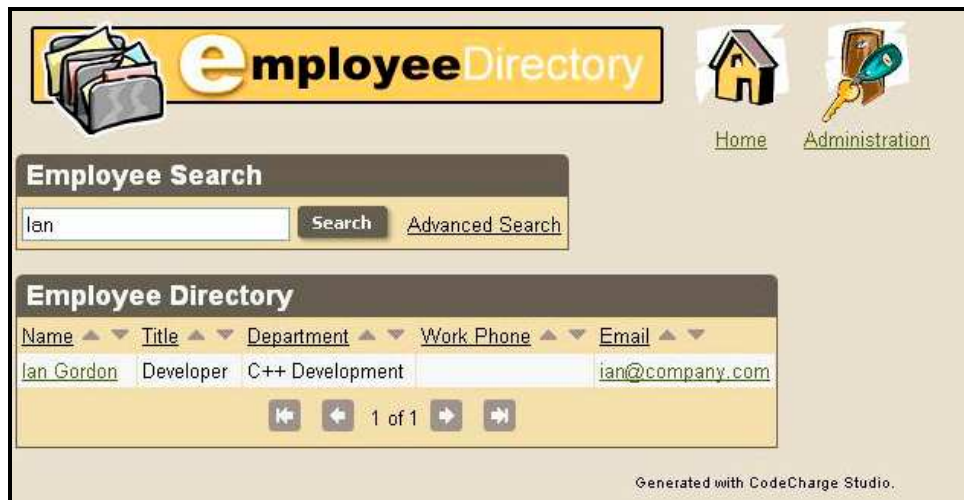 employeeDirectory
Home Administration
Employee Search
Ian Search Advanced Search
Employee Directory
Name Title Department Work Phone Email
Ian Gordon Developer C++ Development ian@company.com
1 of 1
Generated with CodeCharge Studio.